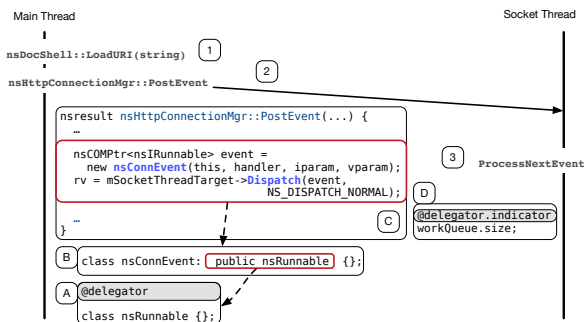 Main Thread
Socket Thread
nsDocShell::LoadURI(string)
1
nsHttpConnectionMgr::PostEvent
2
nsresult nsHttpConnectionMgr::PostEvent(...) {
…
nsCOMPtr<nsIRunnable> event =
new nsConnEvent(this, handler, iparam, vparam);
rv = mSocketThreadTarget->Dispatch(event,
NS_DISPATCH_NORMAL);
…
}
C
3
ProcessNextEvent
D
@delegator.indicator
workQueue.size;
B
class nsConnEvent: public nsRunnable {};
A
@delegator
class nsRunnable {};